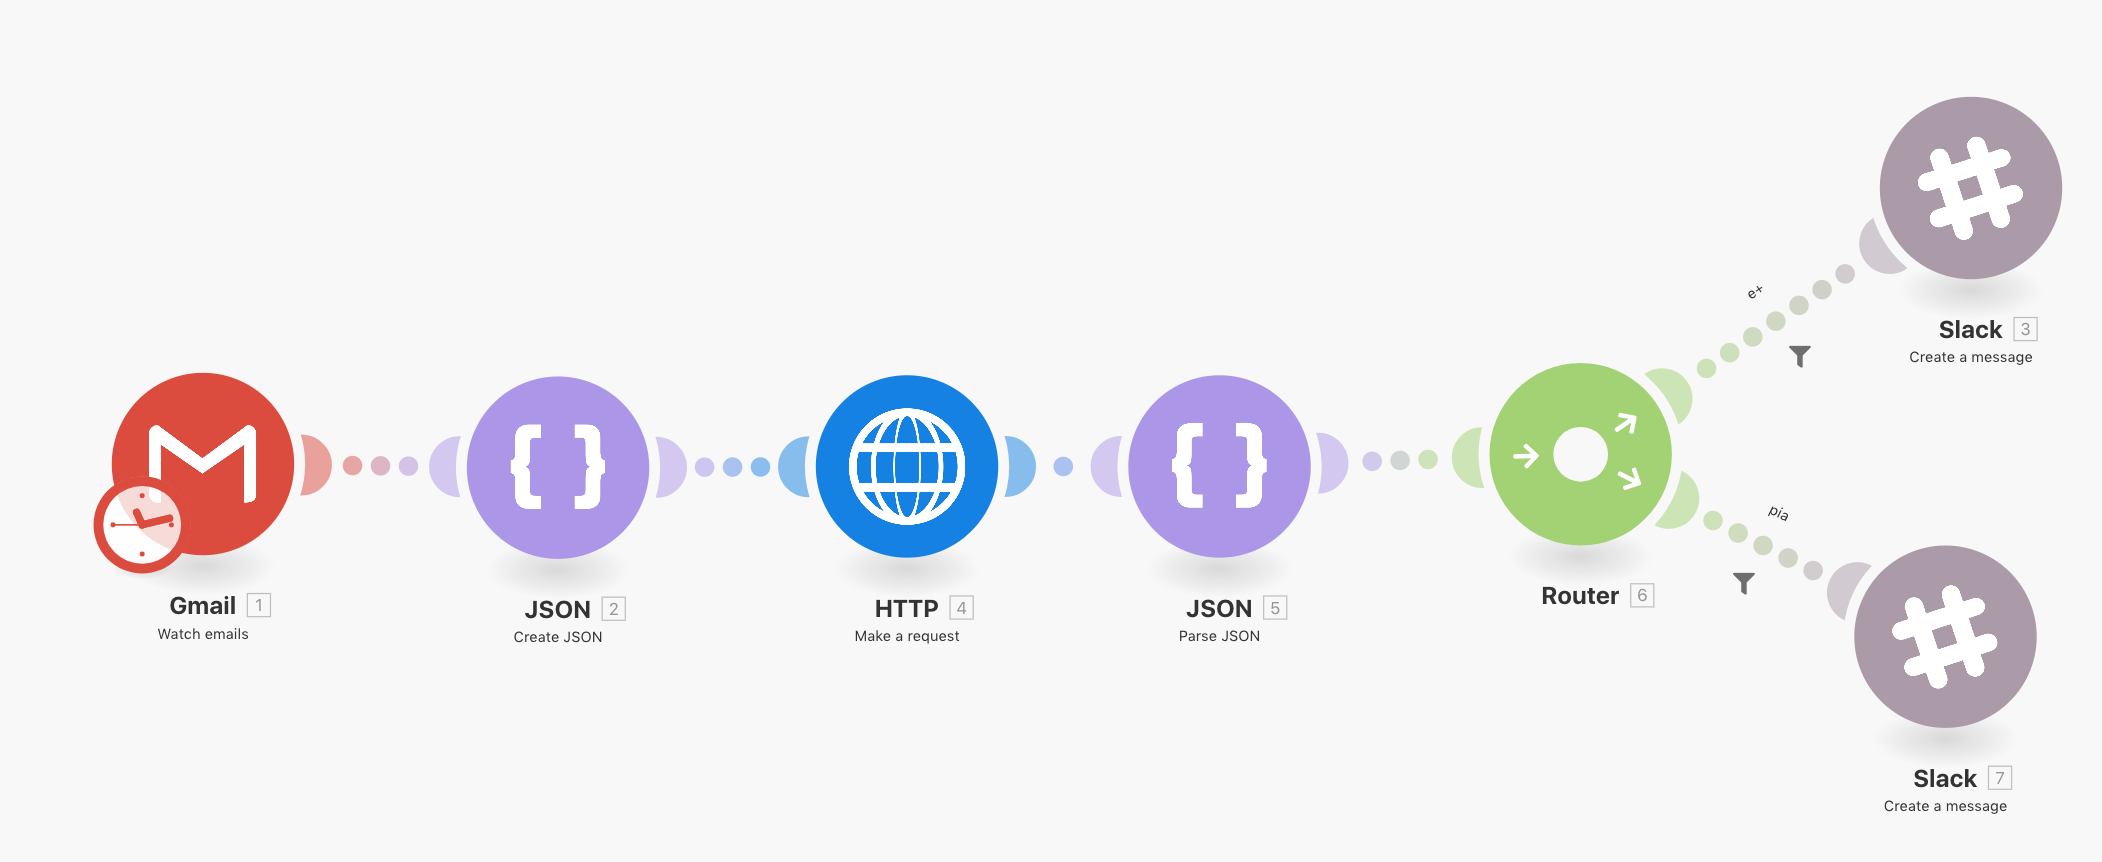 Gmail 1
Watch emails
JSON 2
Create JSON
HTTP 4
Make a request
JSON 5
Parse JSON
Router 6
e+
Slack 3
Create a message
pia
Slack 7
Create a message